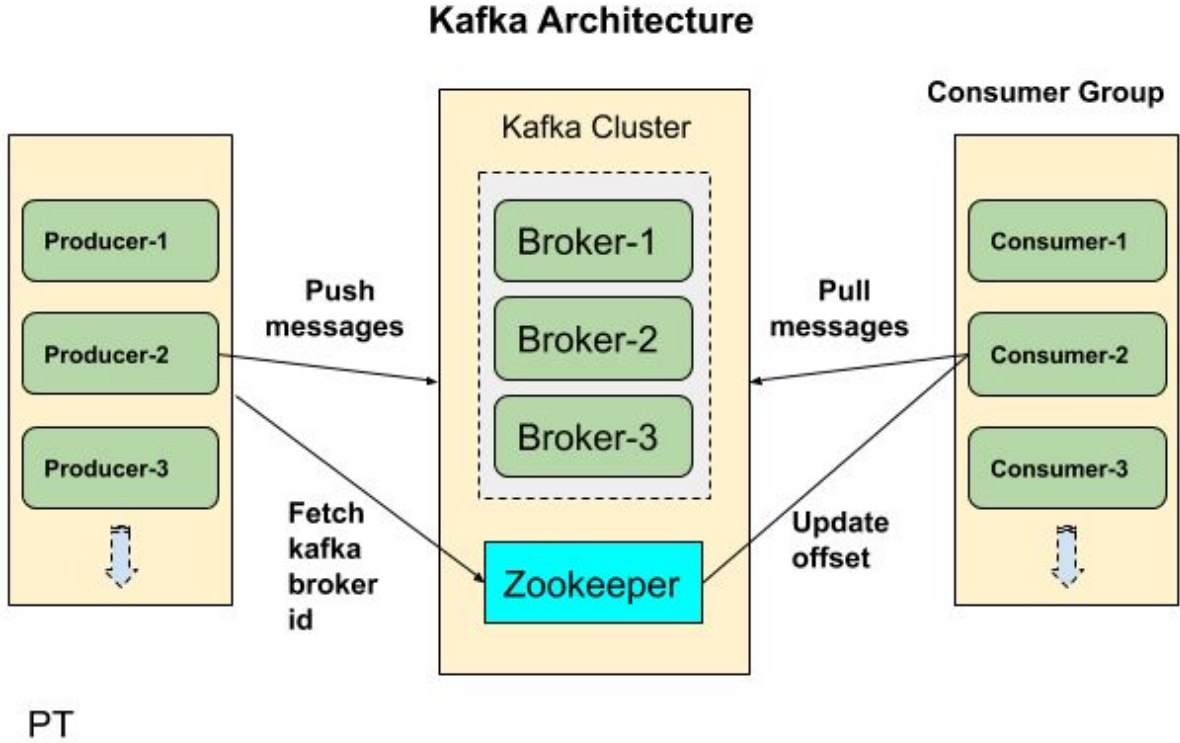 Kafka Architecture
Consumer Group
Kafka Cluster
Producer-1
Producer-2
Producer-3
Push
messages
Fetch
kafka
broker
id
Broker-1
Broker-2
Broker-3
Zookeeper
Pull
messages
Update
offset
Consumer-1
Consumer-2
Consumer-3
PT